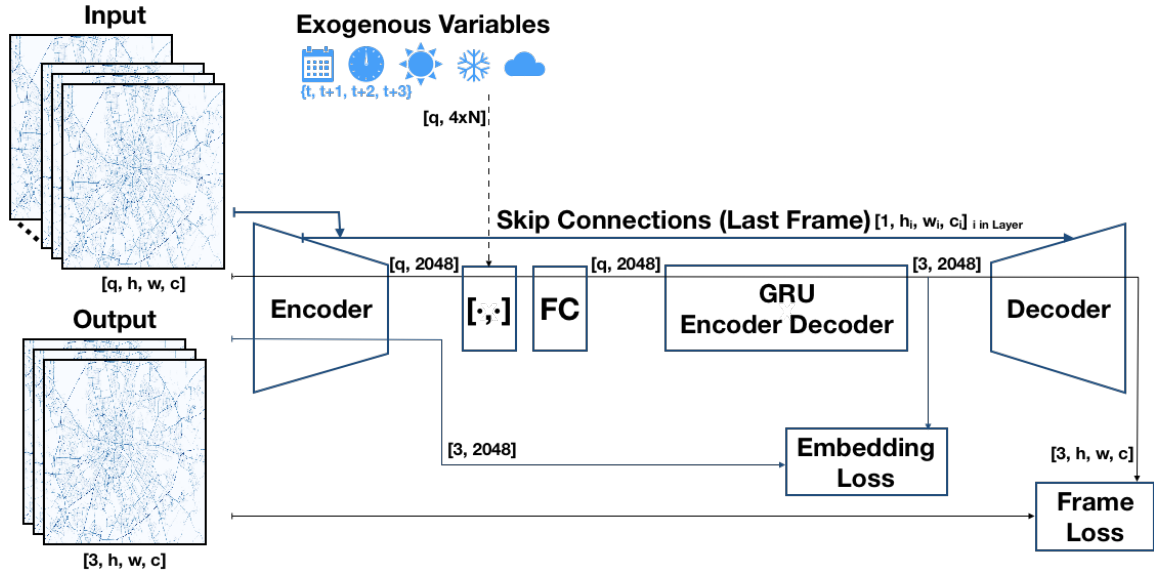 Input
Exogenous Variables
{t, t+1, t+2, t+3}
[q, 4xN]
Skip Connections (Last Frame) [1, hᵢ, wᵢ, cᵢ] i in Layer
[q, h, w, c]
[q, 2048]
[q, 2048]
[3, 2048]
Encoder
[·,·]
FC
GRU
Encoder Decoder
Decoder
Output
[3, 2048]
Embedding
Loss
[3, h, w, c]
Frame
Loss
[3, h, w, c]